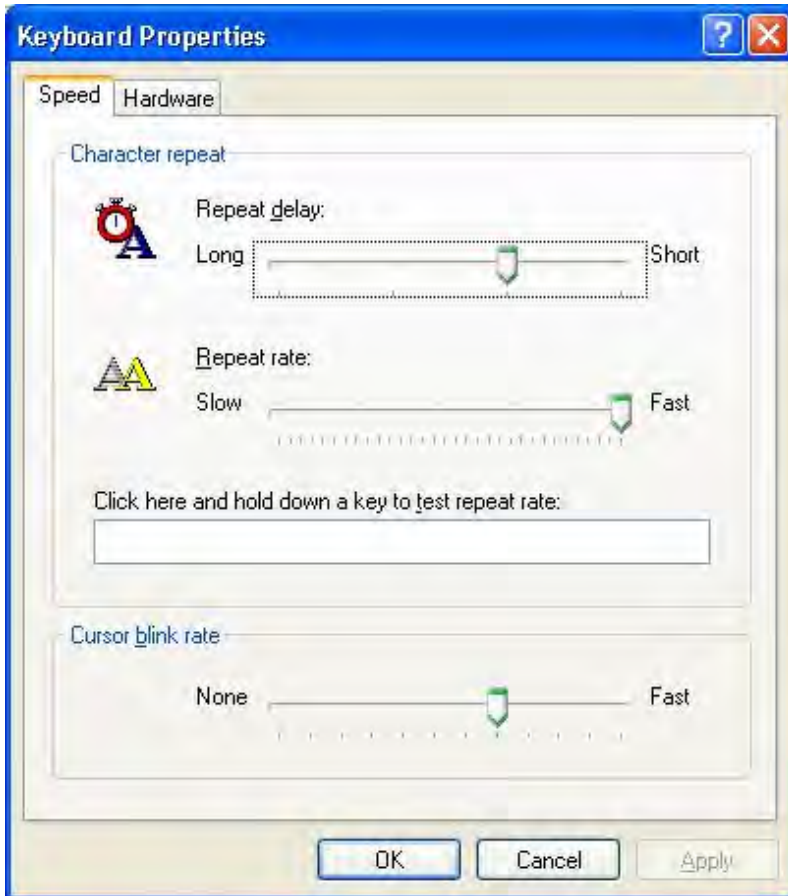 Keyboard Properties
Speed Hardware
Character repeat
Repeat delay:
Long Short
Repeat rate:
Slow Fast
Click here and hold down a key to test repeat rate:
Cursor blink rate
None Fast
OK Cancel Apply